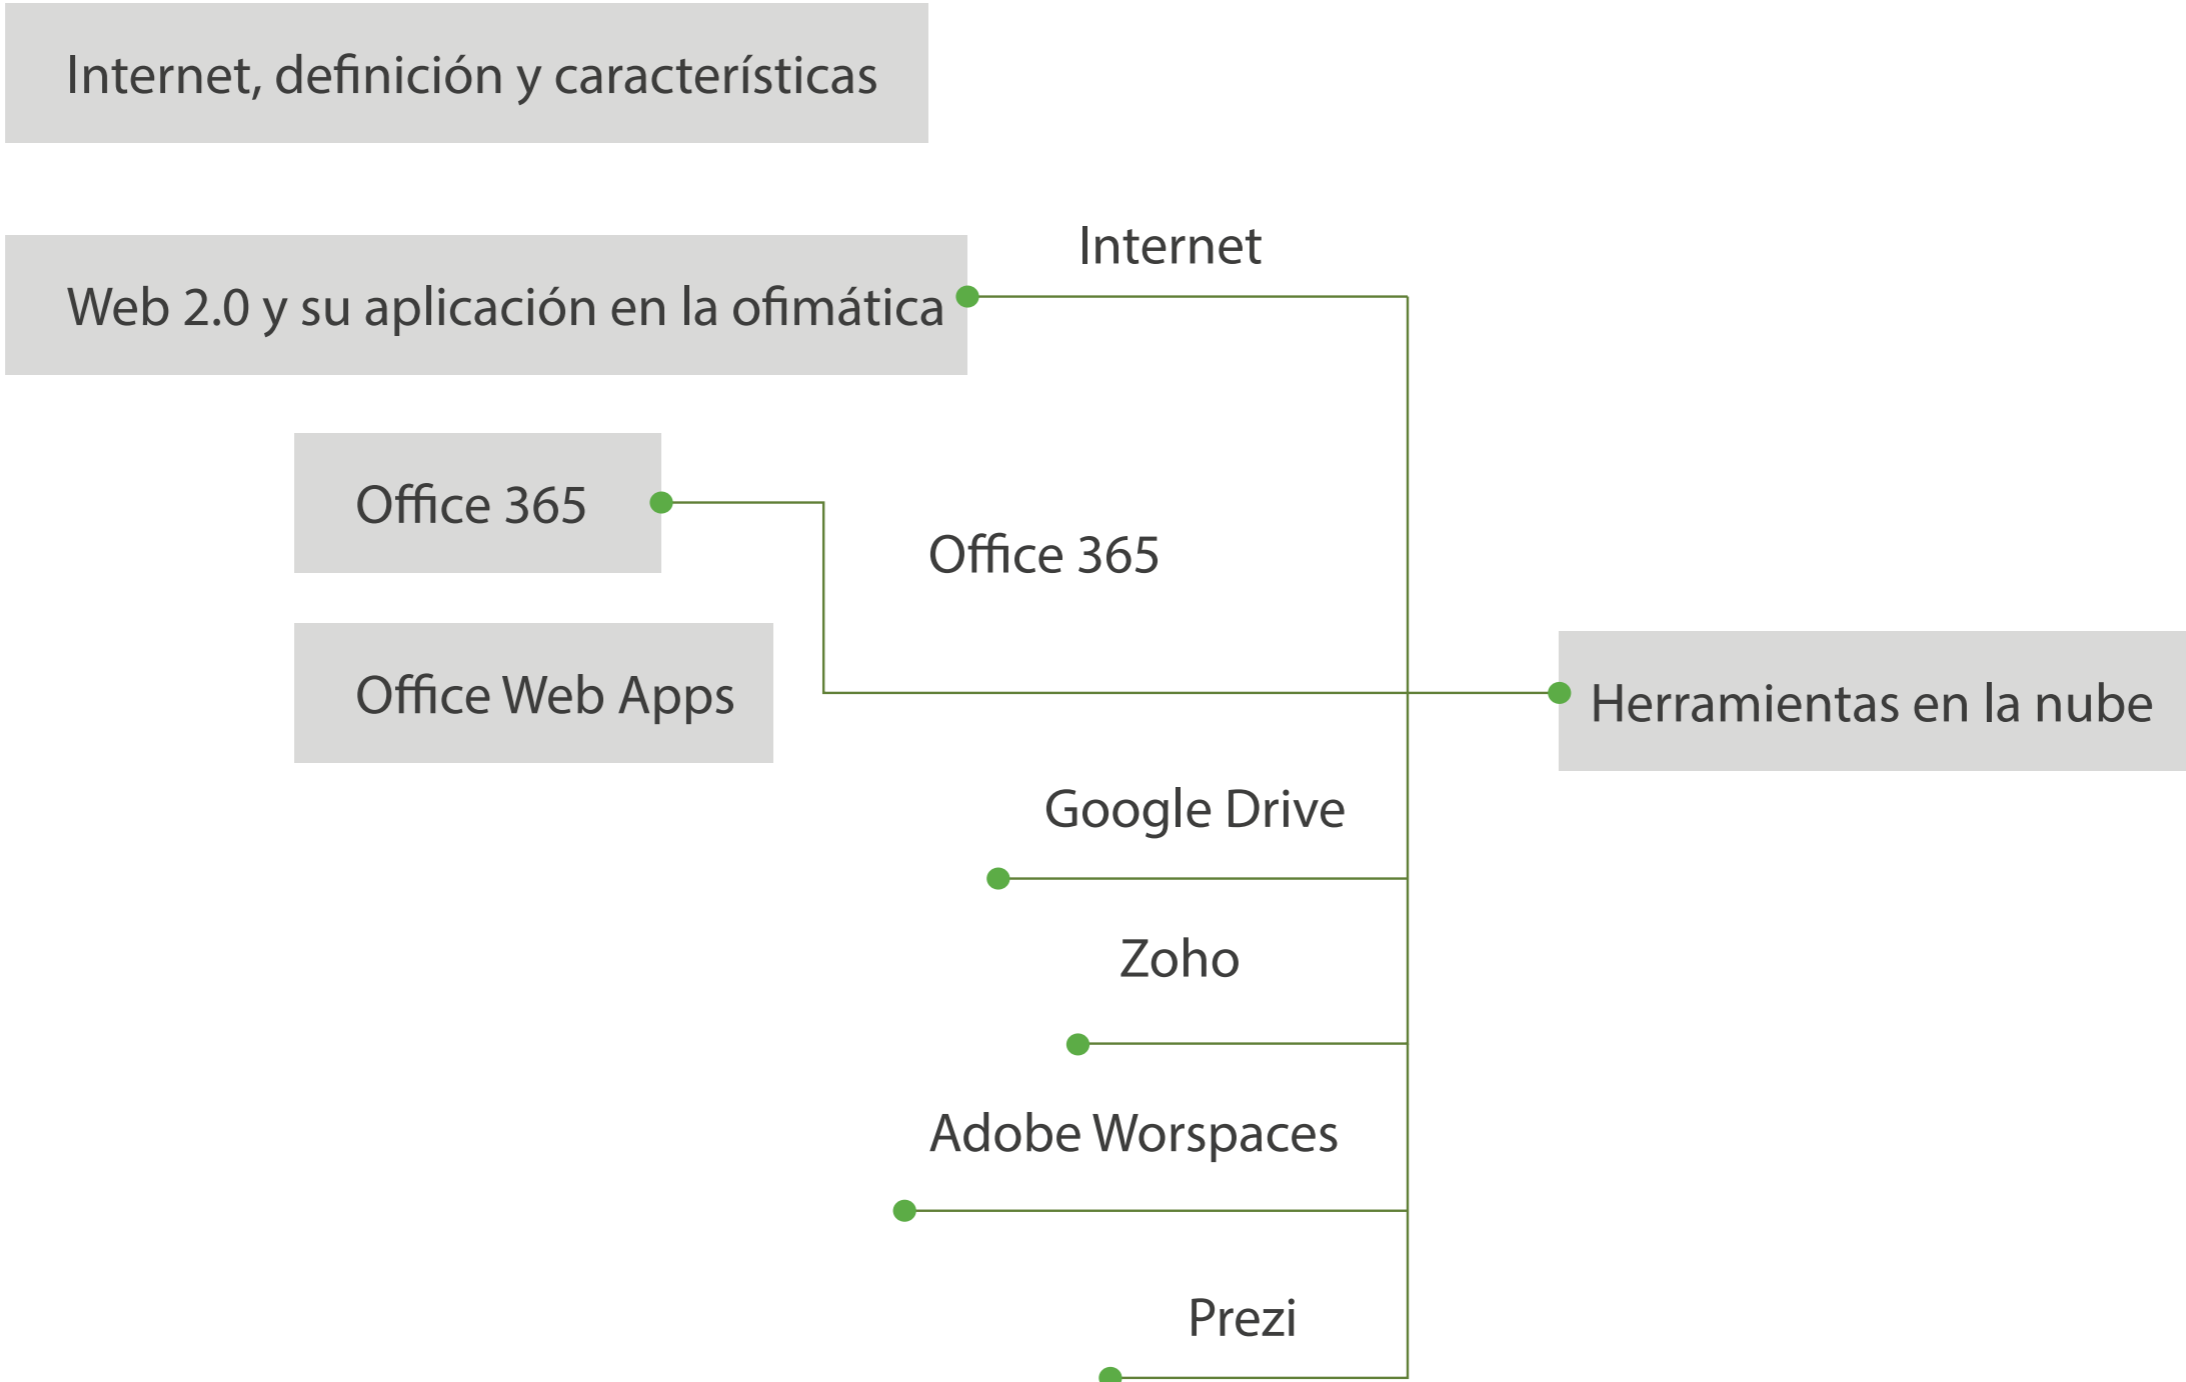 Internet, definición y características
Internet
Web 2.0 y su aplicación en la ofimática
Office 365
Office 365
Office Web Apps
Herramientas en la nube
Google Drive
Zoho
Adobe Worspaces
Prezi